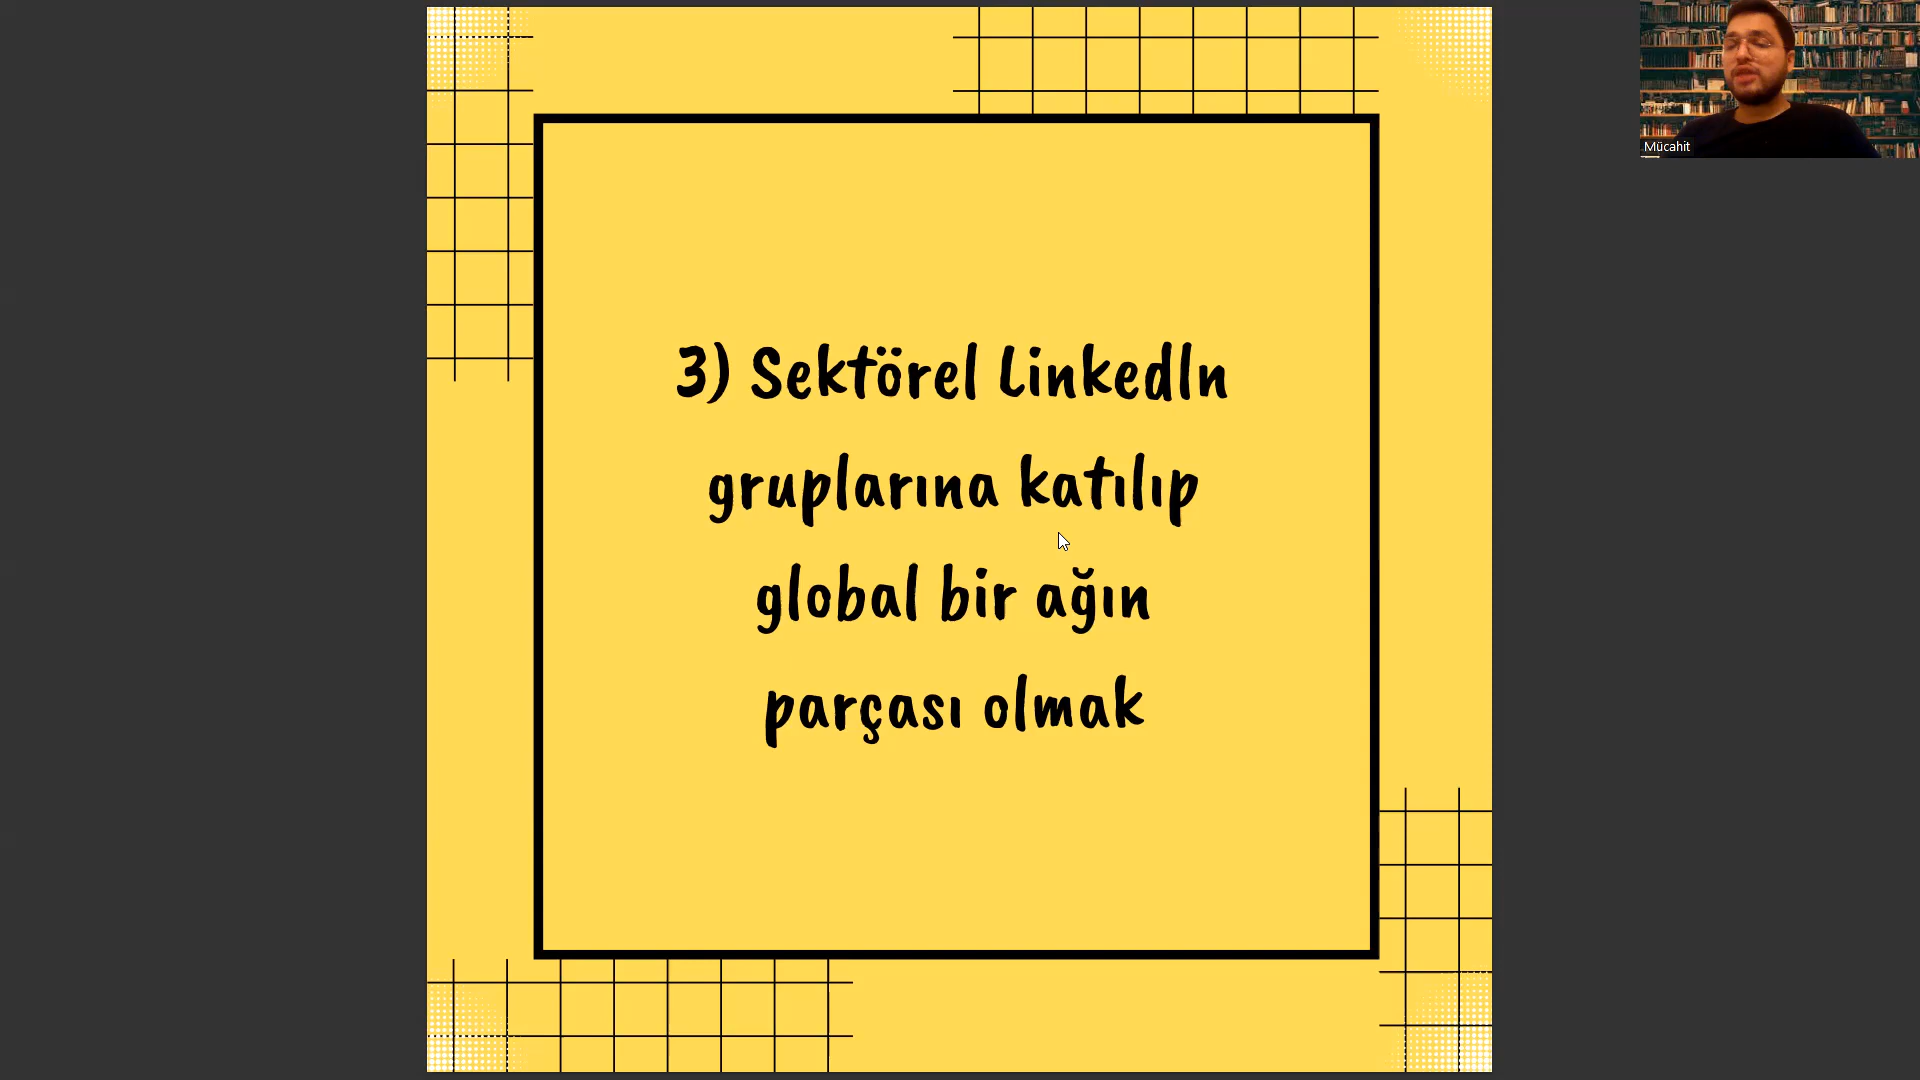 3) Sektörel LinkedIn
gruplarına katılıp
global bir ağın
parçası olmak
Mücahit